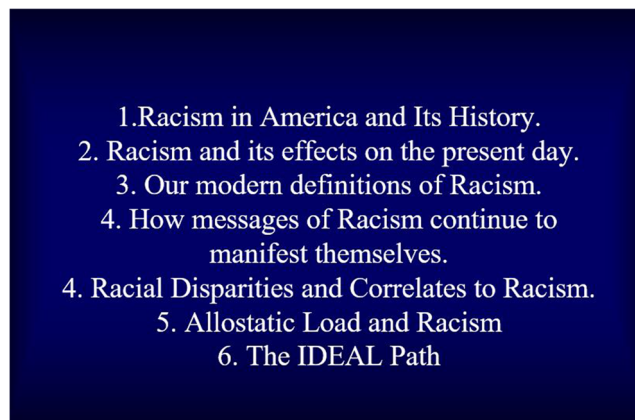 1.Racism in America and Its History.
2. Racism and its effects on the present day.
3. Our modern definitions of Racism.
4. How messages of Racism continue to
manifest themselves.
4. Racial Disparities and Correlates to Racism.
5. Allostatic Load and Racism
6. The IDEAL Path